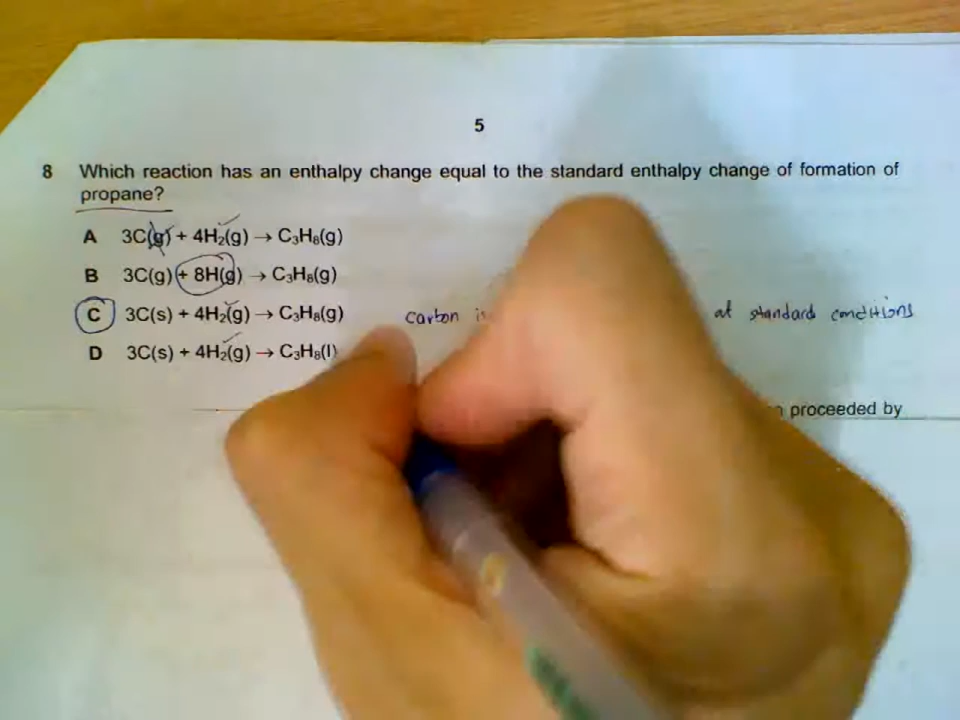 5
8 Which reaction has an enthalpy change equal to the standard enthalpy change of formation of
propane?
A 3C(g) + 4H₂(g) → C₃H₈(g)
B 3C(g) + 8H(g) → C₃H₈(g)
C 3C(s) + 4H₂(g) → C₃H₈(g) carbon is at standard conditions
D 3C(s) + 4H₂(g) → C₃H₈(l)
proceeded by